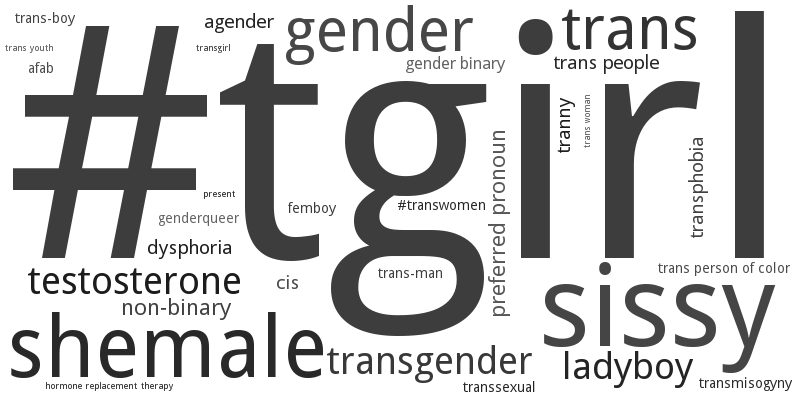 trans-boy
agender
gender
trans
trans youth
transgirl
afab
gender binary
trans people
#tgirl
tranny
trans woman
preferred pronoun
transphobia
present
genderqueer
femboy
#transwomen
dysphoria
testosterone
cis
trans-man
trans person of color
non-binary
sissy
shemale
transgender
ladyboy
hormone replacement therapy
transsexual
transmisogyny